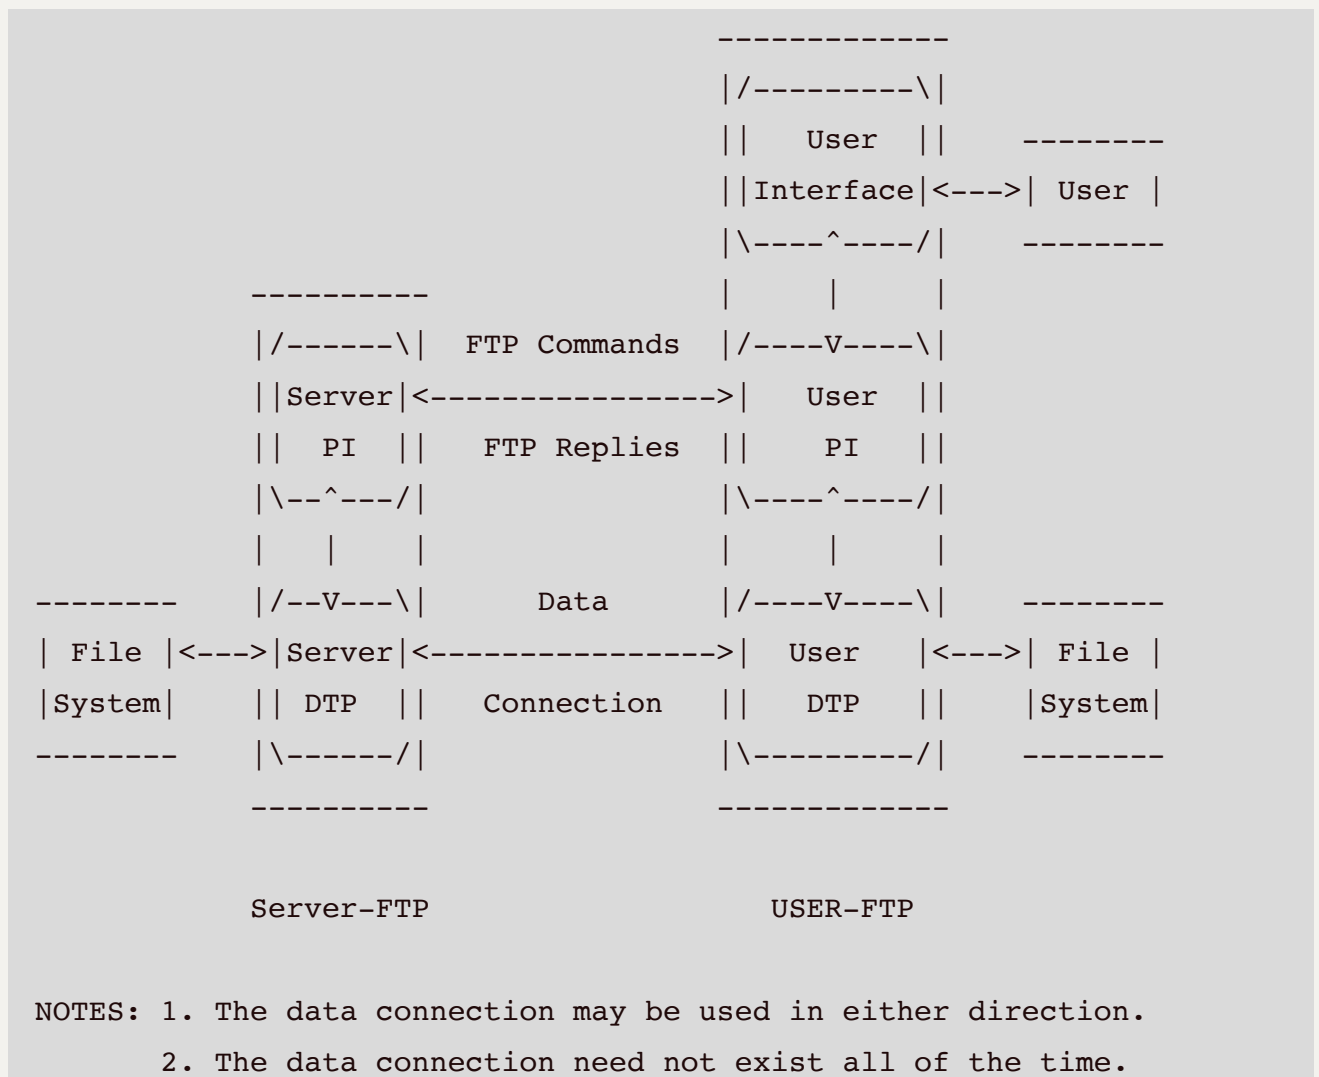 -------------
                                      |/---------\|
                                      ||   User  ||    --------
                                      ||Interface|<--->| User |
                                      |\----^----/|    --------
            ----------                |     |     |
            |/------\|  FTP Commands  |/----V----\|
            ||Server|<---------------->|   User  ||
            ||  PI  ||   FTP Replies  ||    PI   ||
            |\--^---/|                |\----^----/|
            |   |    |                |     |     |
--------    |/--V---\|      Data      |/----V----\|    --------
| File |<--->|Server|<---------------->|  User   |<--->| File |
|System|    || DTP  ||   Connection   ||   DTP   ||    |System|
--------    |\------/|                |\---------/|    --------
            ----------                -------------
            Server-FTP                   USER-FTP
NOTES: 1. The data connection may be used in either direction.
       2. The data connection need not exist all of the time.